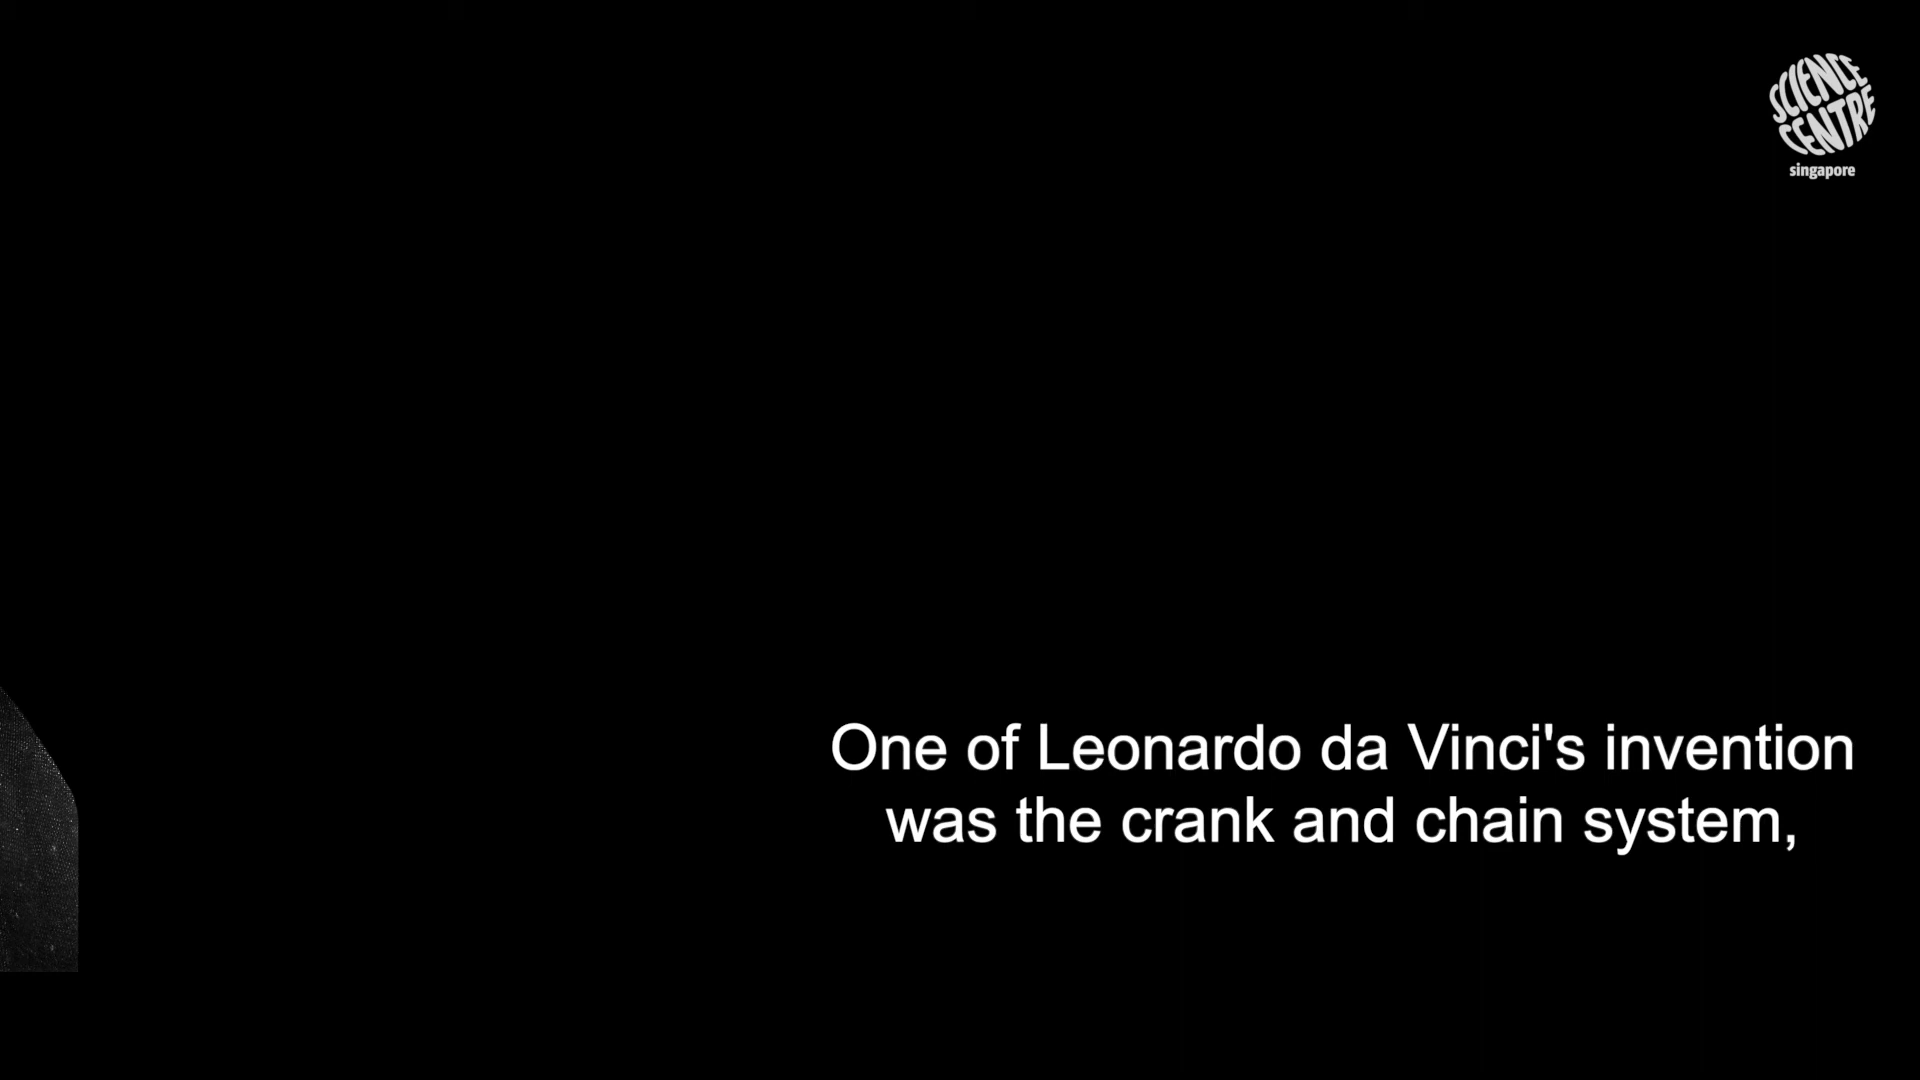 SCIENCE
CENTRE
singapore
One of Leonardo da Vinci's invention
was the crank and chain system,